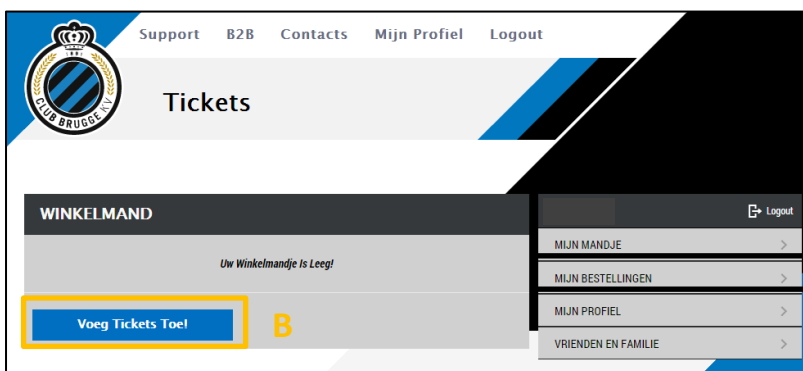 Support B2B Contacts Mijn Profiel Logout
1891
CLUB BRUGGE K.V.
Tickets
WINKELMAND
Uw Winkelmandje Is Leeg!
Voeg Tickets Toe!
B
Logout
MIJN MANDJE
MIJN BESTELLINGEN
MIJN PROFIEL
VRIENDEN EN FAMILIE